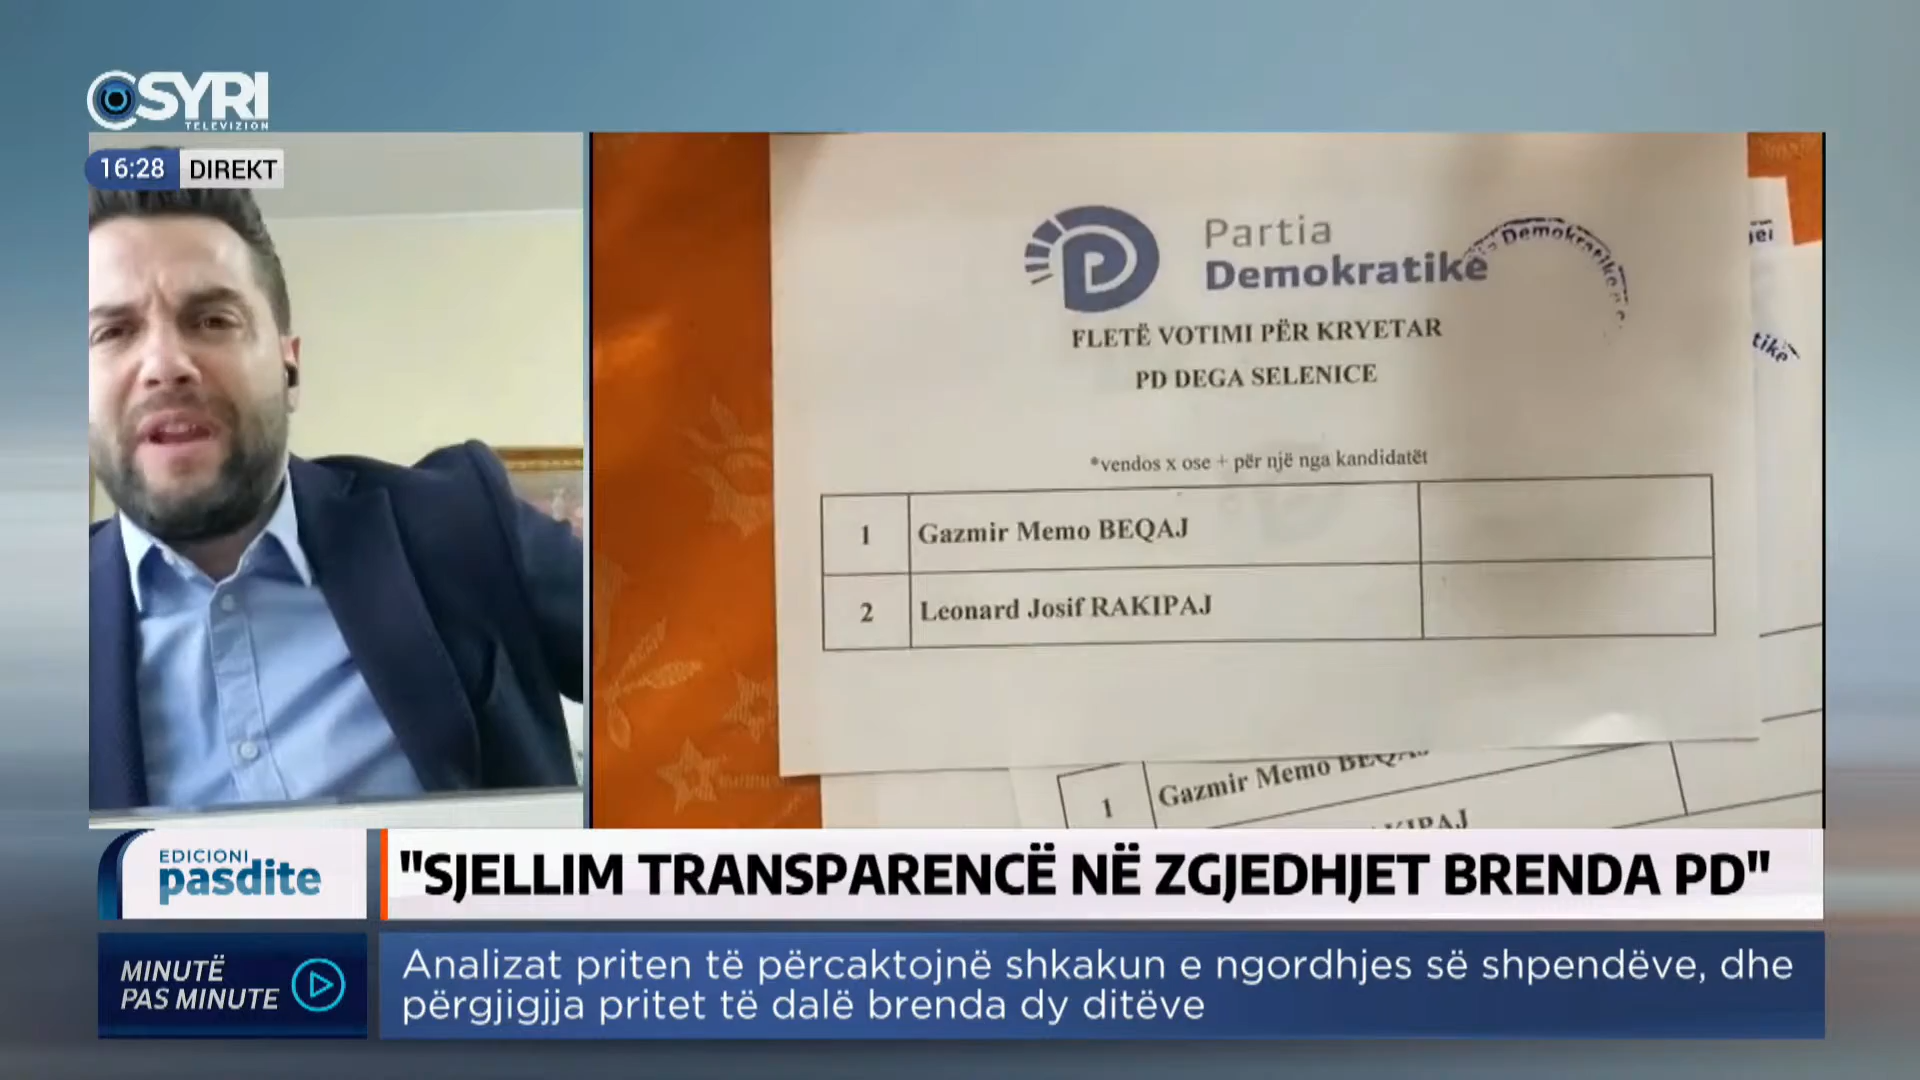 SYRI
TELEVIZION
16:28 DIREKT
Partia
Demokratike
Demokratike
FLETË VOTIMI PËR KRYETAR
PD DEGA SELENICE
*vendos x ose + për një nga kandidatët
1 Gazmir Memo BEQAJ
2 Leonard Josif RAKIPAJ
tikë
1 Gazmir Memo BEQAJ
EDICIONI
pasdite
"SJELLIM TRANSPARENCË NË ZGJEDHJET BRENDA PD"
MINUTË
PAS MINUTE
Analizat priten të përcaktojnë shkakun e ngordhjes së shpendëve, dhe
përgjigjja pritet të dalë brenda dy ditëve